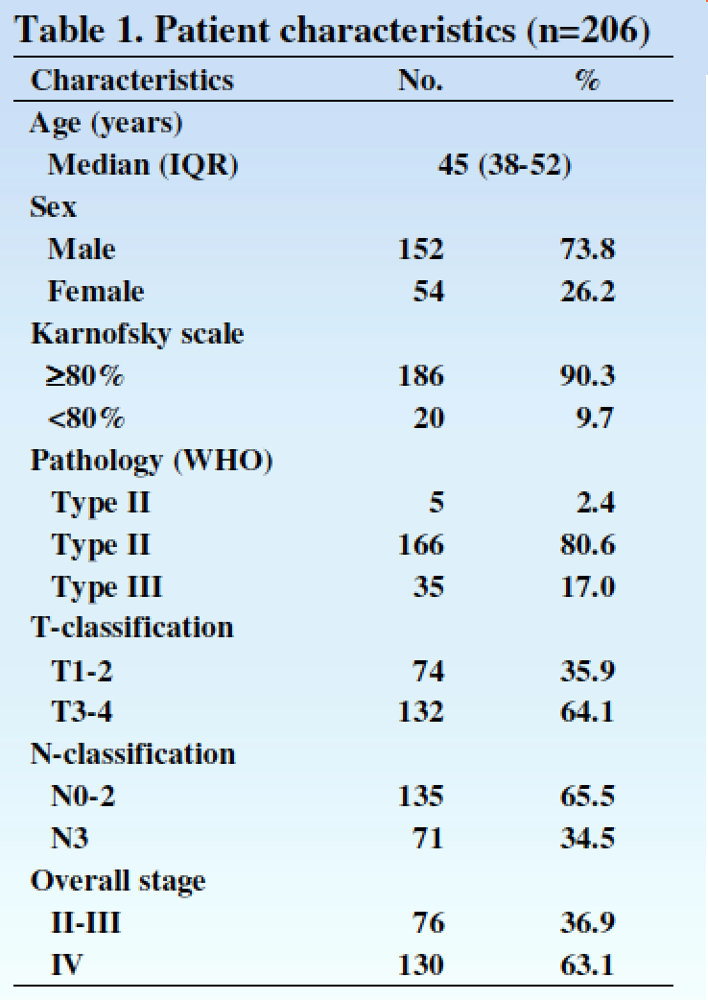 Table 1. Patient characteristics (n=206)
Characteristics No. %
Age (years)
Median (IQR) 45 (38-52)
Sex
Male 152 73.8
Female 54 26.2
Karnofsky scale
≥80% 186 90.3
<80% 20 9.7
Pathology (WHO)
Type II 5 2.4
Type II 166 80.6
Type III 35 17.0
T-classification
T1-2 74 35.9
T3-4 132 64.1
N-classification
N0-2 135 65.5
N3 71 34.5
Overall stage
II-III 76 36.9
IV 130 63.1